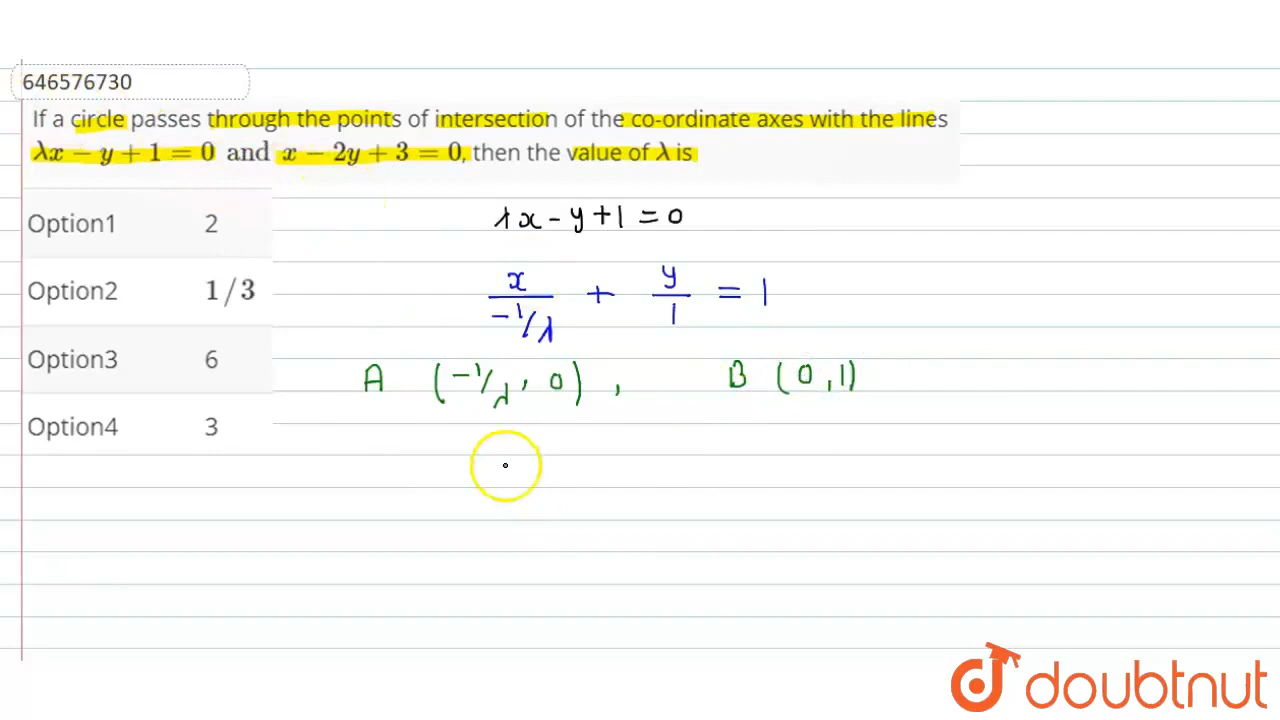 646576730
If a circle passes through the points of intersection of the co-ordinate axes with the lines
λx − y + 1 = 0 and x − 2y + 3 = 0, then the value of λ is
Option1 2
Option2 1/3
Option3 6
Option4 3
λx - y + 1 = 0
x/(-1/λ) + y/1 = 1
A (-1/λ, 0), B (0,1)
doubtnut